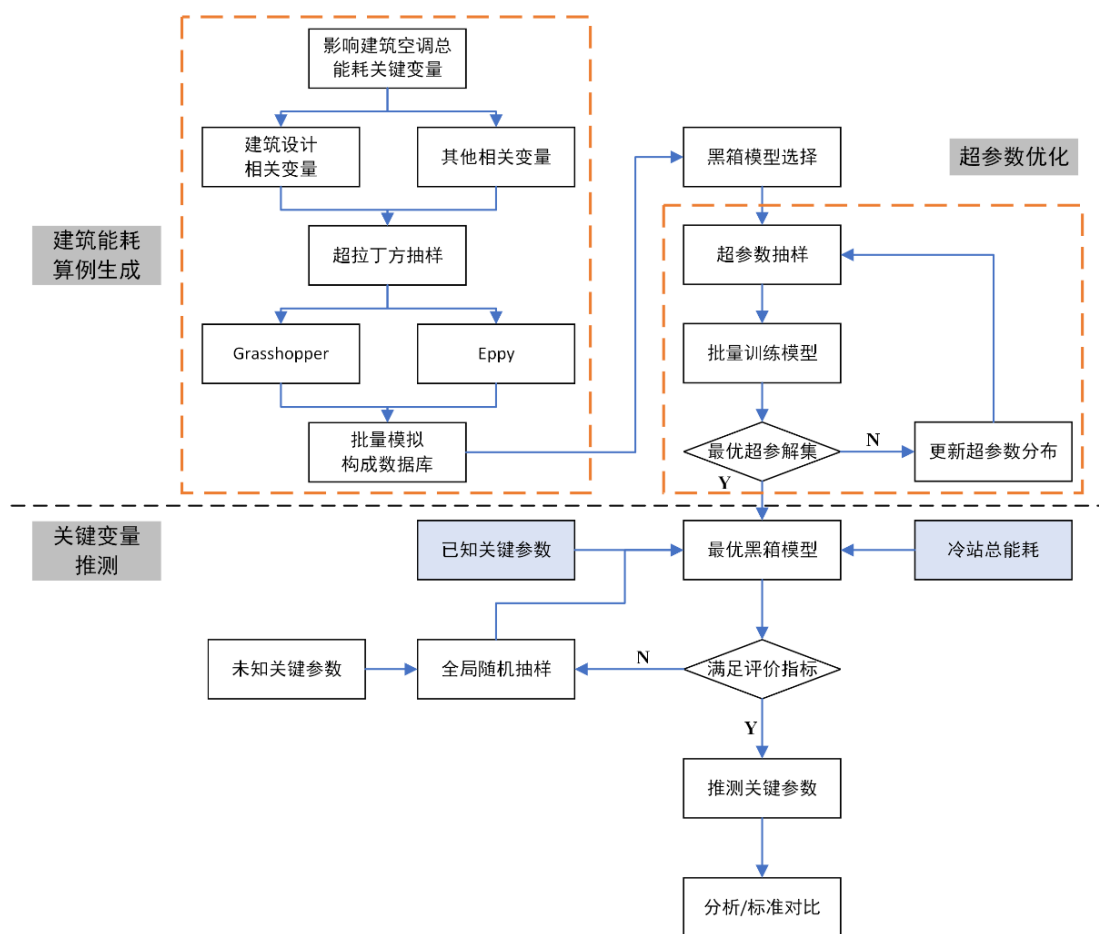 影响建筑空调总
能耗关键变量
建筑设计
相关变量
其他相关变量
黑箱模型选择
超参数优化
建筑能耗
算例生成
超拉丁方抽样
超参数抽样
Grasshopper
Eppy
批量训练模型
批量模拟
构成数据库
最优超参解集
N
更新超参数分布
Y
关键变量
推测
已知关键参数
最优黑箱模型
冷站总能耗
未知关键参数
全局随机抽样
N
满足评价指标
Y
推测关键参数
分析/标准对比